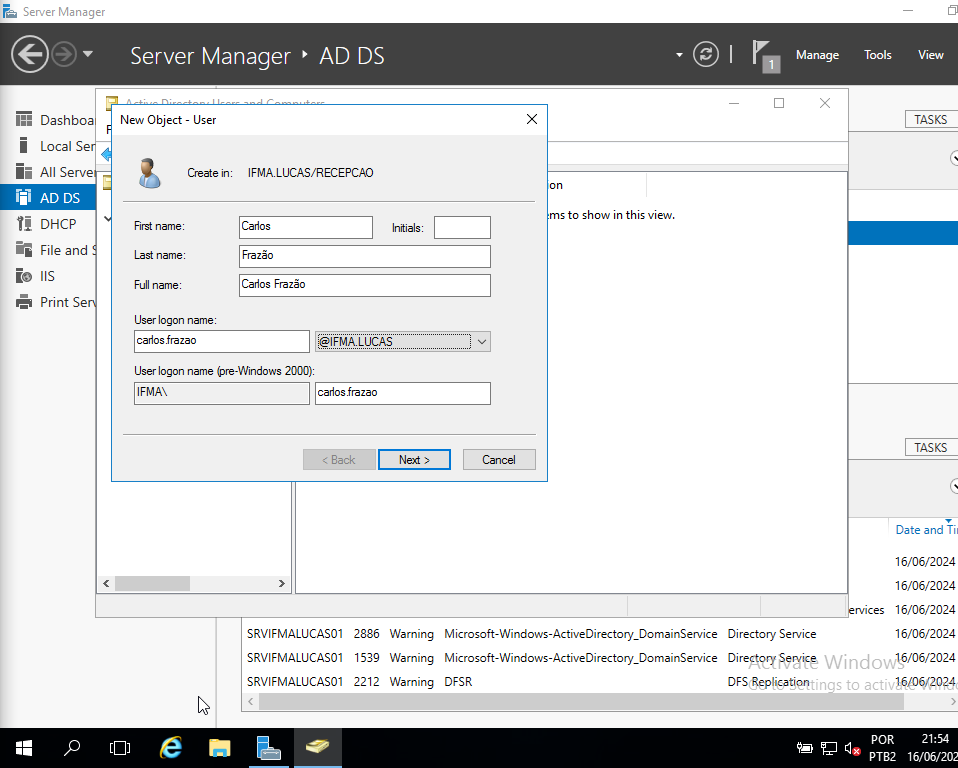 Server Manager
Server Manager ‣ AD DS
1
Manage Tools View
Dashboa
Local Ser
All Server
AD DS
DHCP
File and S
IIS
Print Serv
Active Directory Users and Computers
New Object - User
Create in: IFMA.LUCAS/RECEPCAO
First name: Carlos Initials:
Last name: Frazão
Full name: Carlos Frazão
User logon name:
carlos.frazao @IFMA.LUCAS
User logon name (pre-Windows 2000):
IFMA\ carlos.frazao
< Back Next > Cancel
ion
ems to show in this view.
TASKS
TASKS
Date and Ti
16/06/2024
16/06/2024
ervices 16/06/2024
SRVIFMALUCAS01 2886 Warning Microsoft-Windows-ActiveDirectory_DomainService Directory Service 16/06/2024
SRVIFMALUCAS01 1539 Warning Microsoft-Windows-ActiveDirectory_DomainService Directory Service 16/06/2024
SRVIFMALUCAS01 2212 Warning DFSR DFS Replication 16/06/2024
Activate Windows
Go to Settings to activate Windo
POR
PTB2
21:54
16/06/202